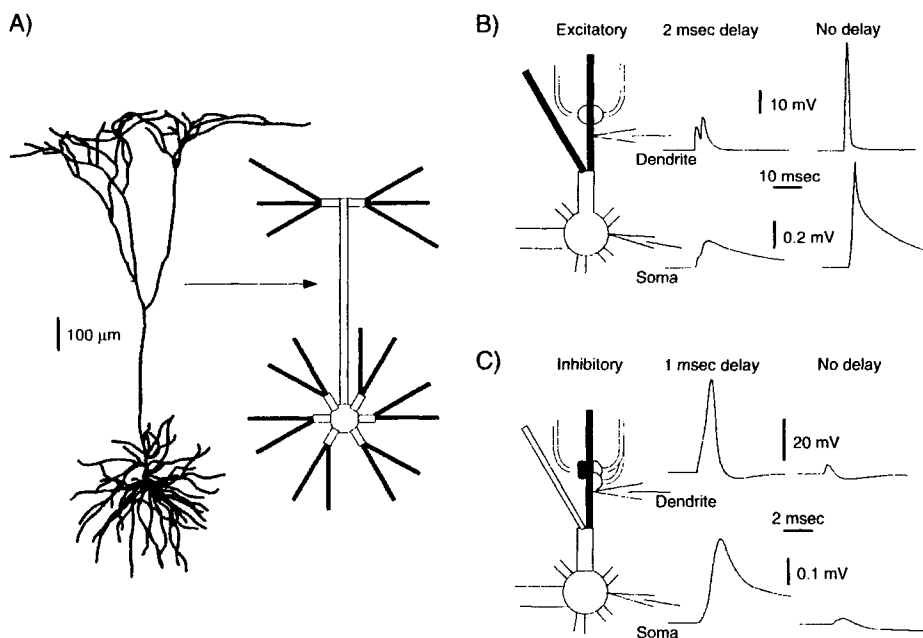 A)
100 μm
B)
Excitatory 2 msec delay No delay
10 mV
Dendrite
10 msec
0.2 mV
Soma
C)
Inhibitory 1 msec delay No delay
20 mV
Dendrite
2 msec
0.1 mV
Soma